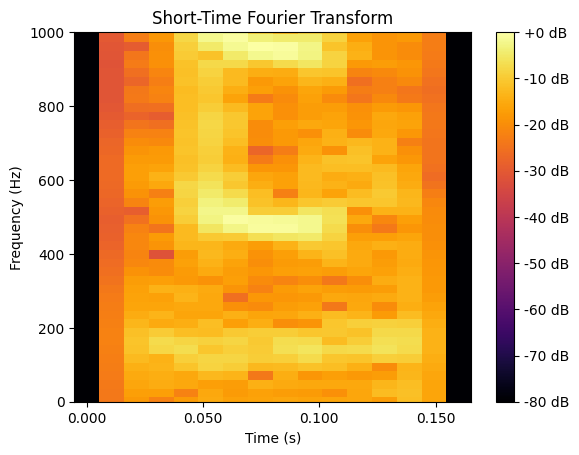 Short-Time Fourier Transform
1000
800
600
400
200
0
Frequency (Hz)
0.000
0.050
0.100
0.150
Time (s)
+0 dB
-10 dB
-20 dB
-30 dB
-40 dB
-50 dB
-60 dB
-70 dB
-80 dB